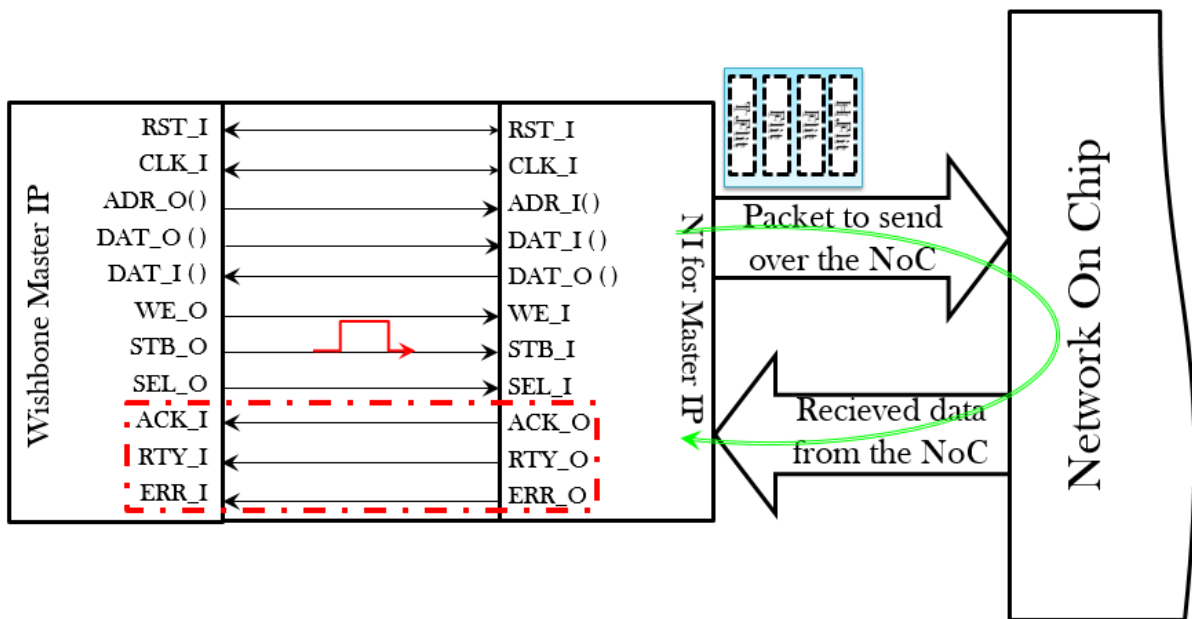 Wishbone Master IP
RST_I
CLK_I
ADR_O()
DAT_O ()
DAT_I ()
WE_O
STB_O
SEL_O
ACK_I
RTY_I
ERR_I
RST_I
CLK_I
ADR_I()
DAT_I ()
DAT_O ()
WE_I
STB_I
SEL_I
ACK_O
RTY_O
ERR_O
NI for Master IP
T.Flit
Flit
Flit
H.Flit
Packet to send
over the NoC
Recieved data
from the NoC
Network On Chip